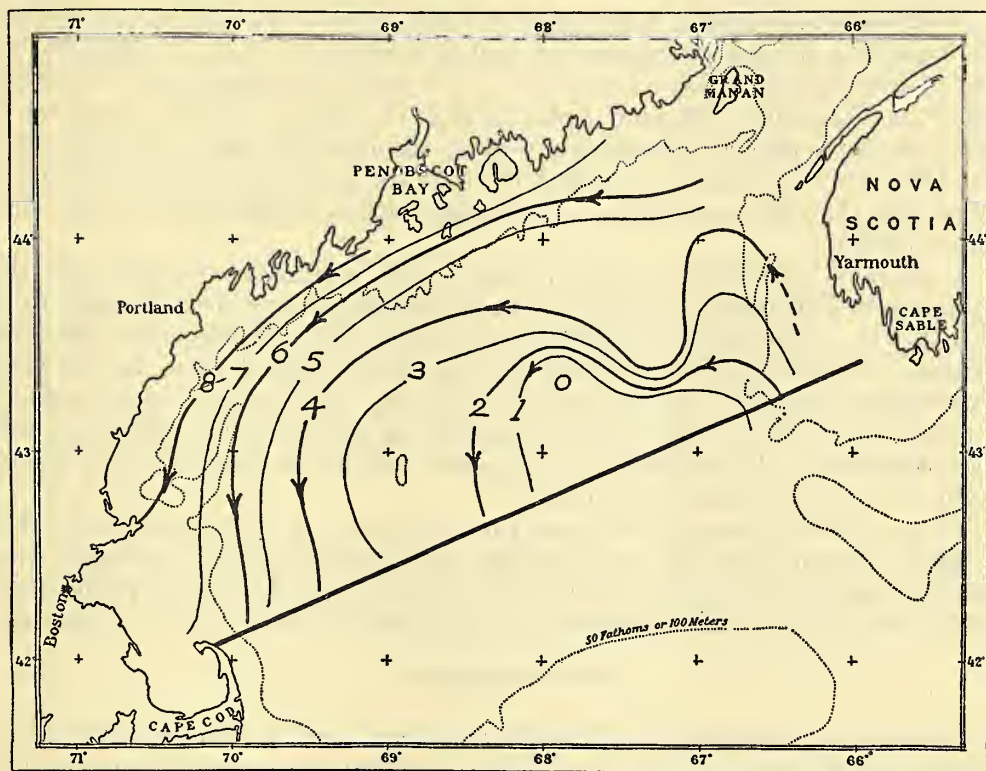 71° 70° 69° 68° 67° 66°
GRAND
MANAN
PENOBSCOT
BAY
NOVA
SCOTIA
44° 44°
Yarmouth
Portland
CAPE
SABLE
8 7 6 5 4 3 2 1 0
43° 43°
Boston
50 Fathoms or 100 Meters
42° 42°
CAPE COD
71° 70° 69° 68° 67° 66°